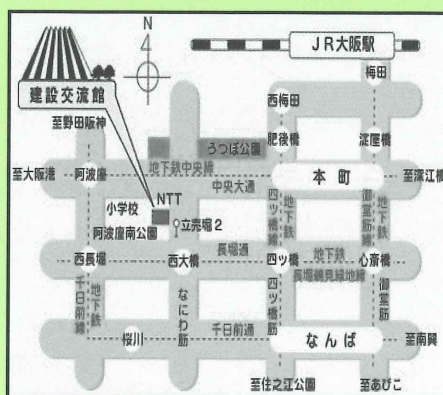 N
JR大阪駅
梅田
建設交流館
西梅田
至野田阪神
うつぼ公園
肥後橋
淀屋橋
地下鉄中央線
至大阪港
阿波座
中央大通
本町
至深江橋
小学校
NTT
阿波座南公園
立売堀2
四ツ橋線
地下鉄
御堂筋線
地下鉄
長堀通
西長堀
西大橋
四ツ橋
地下鉄
長堀鶴見緑地線
心斎橋
千日前線
地下鉄
なにわ筋
四ツ橋筋
御堂筋
桜川
千日前通
なんば
至南巽
至住之江公園
至あびこ